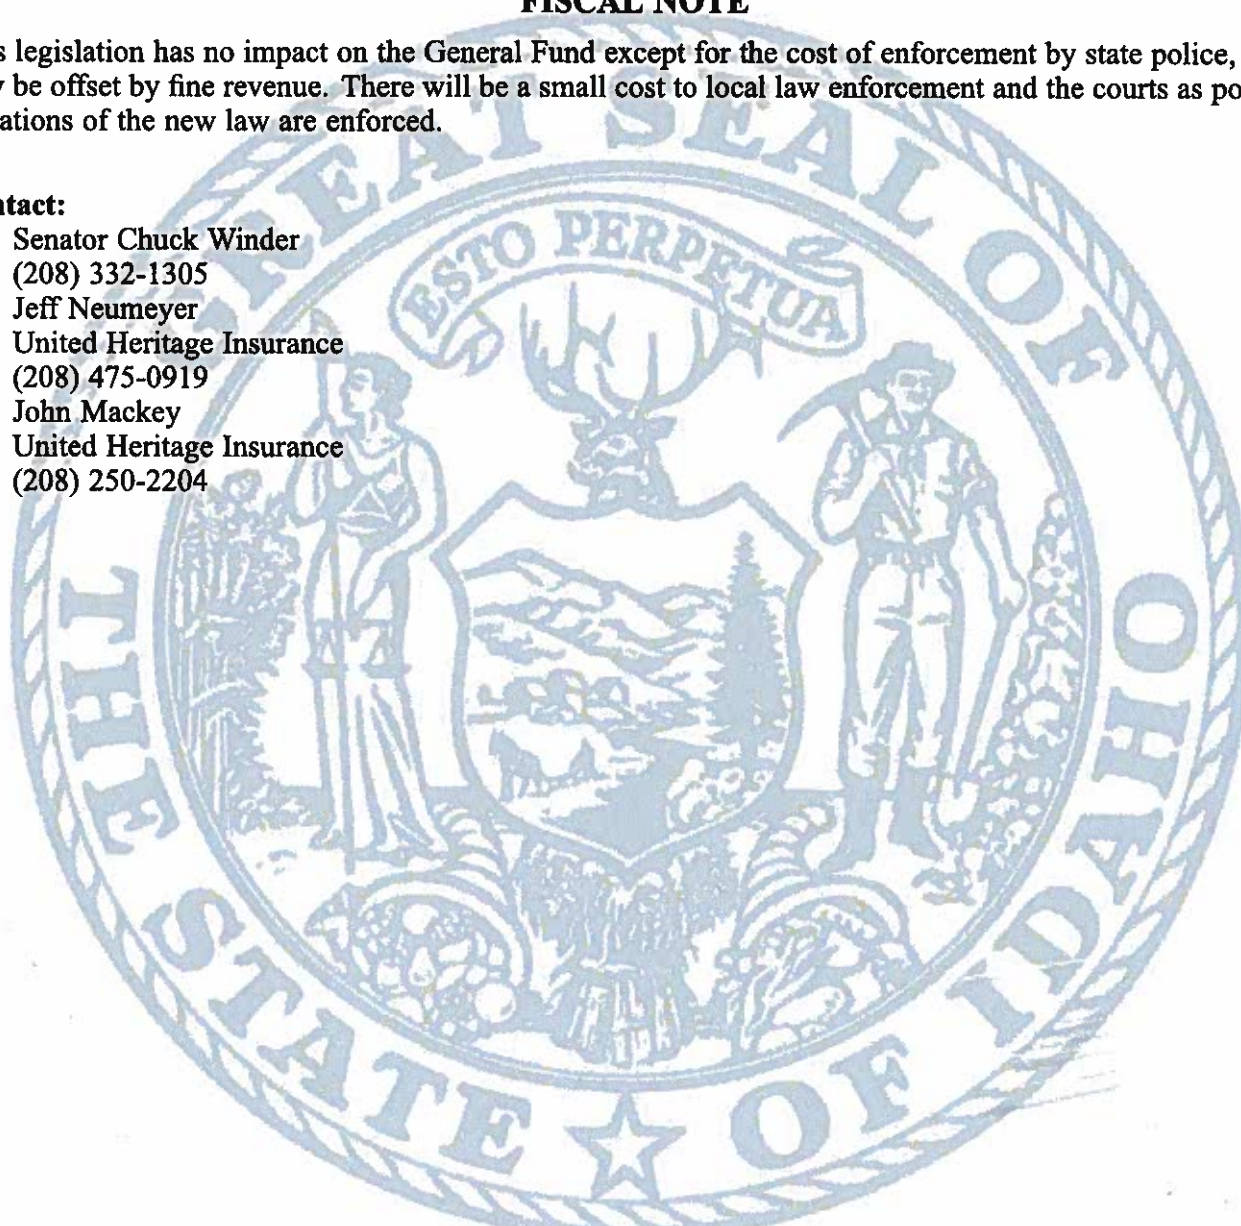 FISCAL NOTE
s legislation has no impact on the General Fund except for the cost of enforcement by state police,
y be offset by fine revenue. There will be a small cost to local law enforcement and the courts as po
ations of the new law are enforced.
ntact:
Senator Chuck Winder
(208) 332-1305
Jeff Neumeyer
United Heritage Insurance
(208) 475-0919
John Mackey
United Heritage Insurance
(208) 250-2204
GREAT SEAL OF
ESTO PERPETUA
THE STATE ☆ OF IDAHO